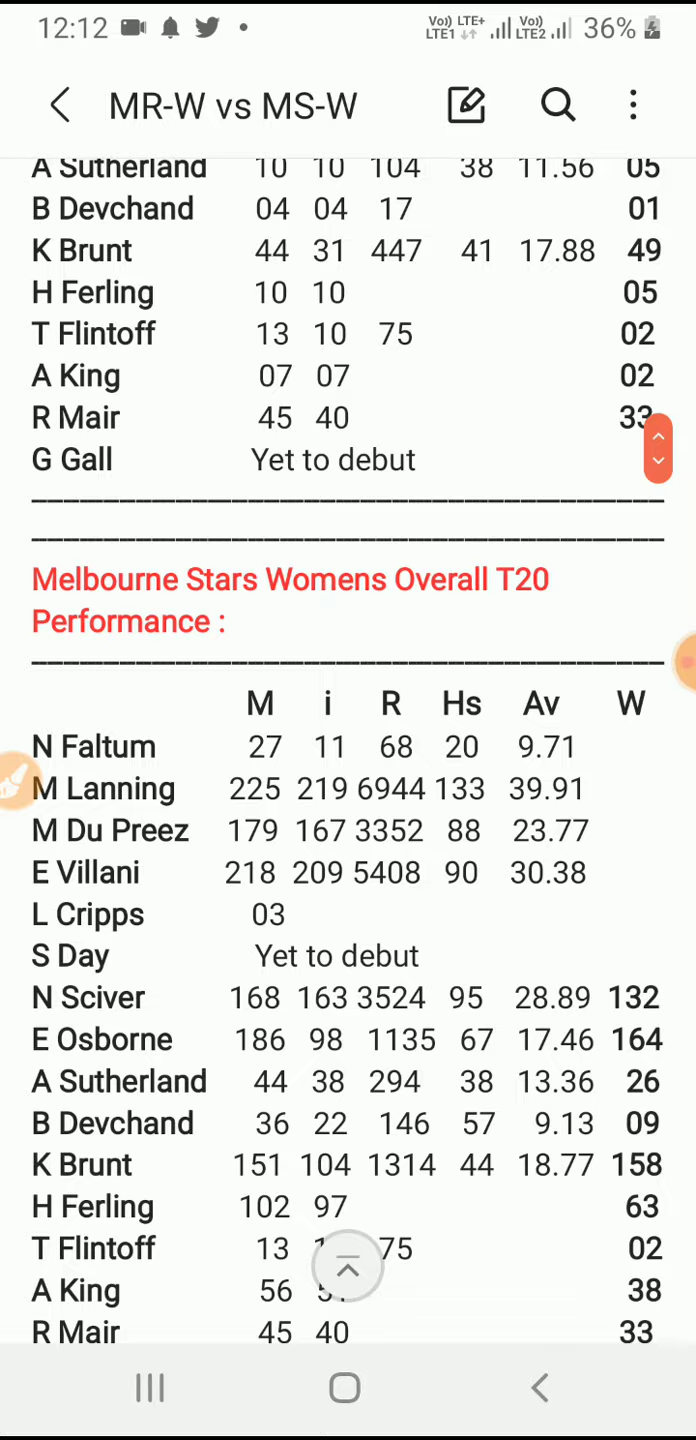 12:12 Vo)) LTE+ LTE1 Vo)) LTE2 36%
MR-W vs MS-W
A Sutherland 10 10 104 38 11.56 05
B Devchand 04 04 17 01
K Brunt 44 31 447 41 17.88 49
H Ferling 10 10 05
T Flintoff 13 10 75 02
A King 07 07 02
R Mair 45 40 33
G Gall Yet to debut
Melbourne Stars Womens Overall T20
Performance :
M i R Hs Av W
N Faltum 27 11 68 20 9.71
M Lanning 225 219 6944 133 39.91
M Du Preez 179 167 3352 88 23.77
E Villani 218 209 5408 90 30.38
L Cripps 03
S Day Yet to debut
N Sciver 168 163 3524 95 28.89 132
E Osborne 186 98 1135 67 17.46 164
A Sutherland 44 38 294 38 13.36 26
B Devchand 36 22 146 57 9.13 09
K Brunt 151 104 1314 44 18.77 158
H Ferling 102 97 63
T Flintoff 13 75 02
A King 56 38
R Mair 45 40 33